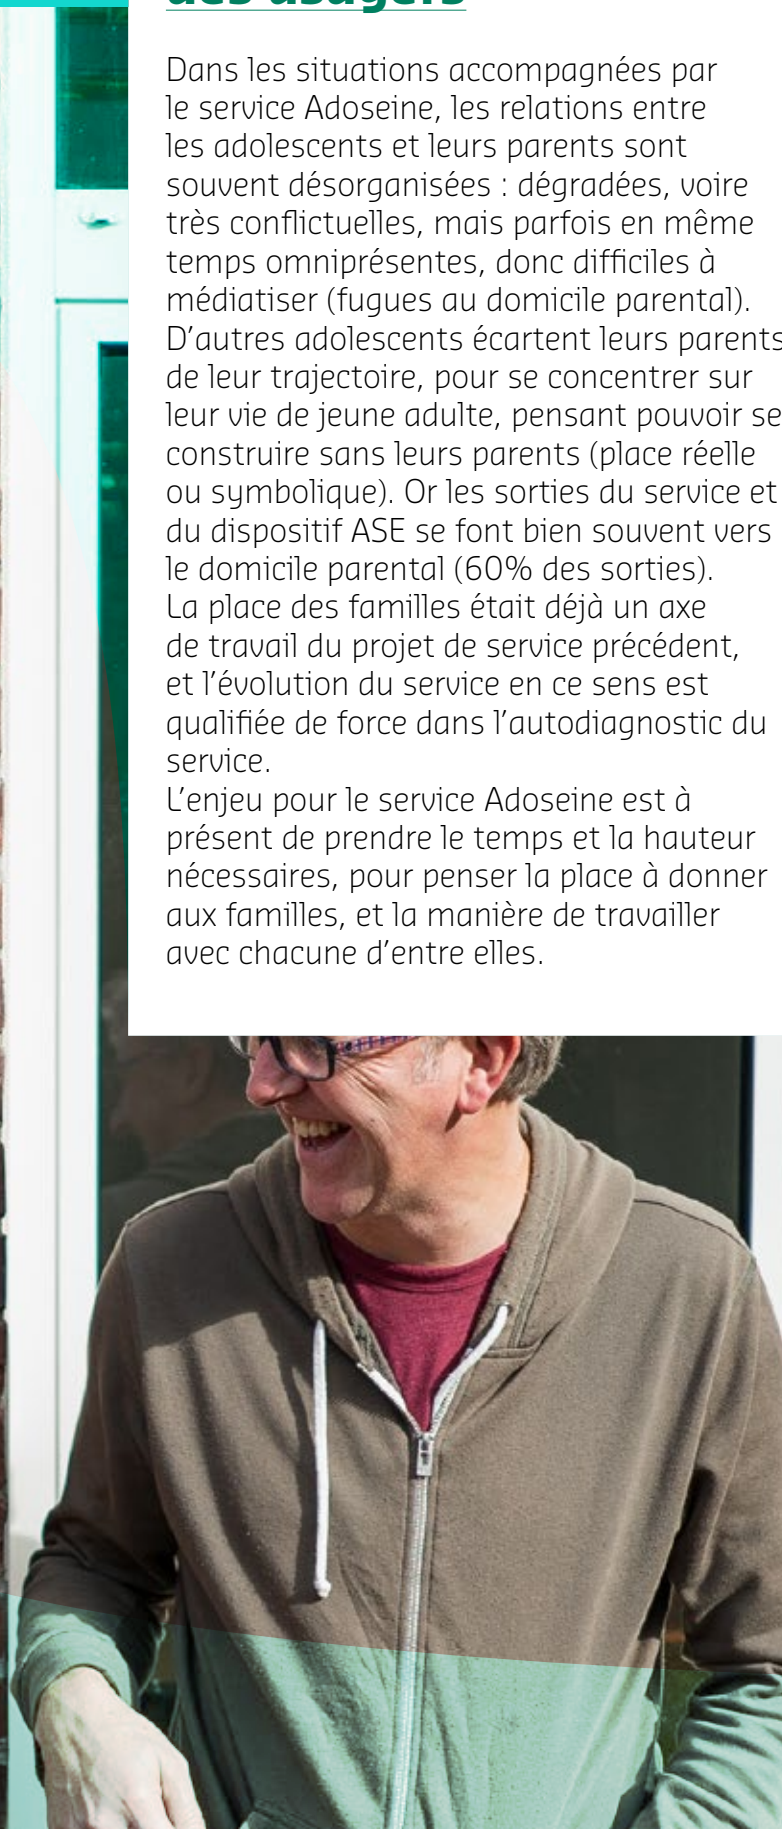 des usagers
Dans les situations accompagnées par
le service Adoseine, les relations entre
les adolescents et leurs parents sont
souvent désorganisées : dégradées, voire
très conflictuelles, mais parfois en même
temps omniprésentes, donc difficiles à
médiatiser (fugues au domicile parental).
D’autres adolescents écartent leurs parents
de leur trajectoire, pour se concentrer sur
leur vie de jeune adulte, pensant pouvoir se
construire sans leurs parents (place réelle
ou symbolique). Or les sorties du service et
du dispositif ASE se font bien souvent vers
le domicile parental (60% des sorties).
La place des familles était déjà un axe
de travail du projet de service précédent,
et l’évolution du service en ce sens est
qualifiée de force dans l’autodiagnostic du
service.
L’enjeu pour le service Adoseine est à
présent de prendre le temps et la hauteur
nécessaires, pour penser la place à donner
aux familles, et la manière de travailler
avec chacune d’entre elles.